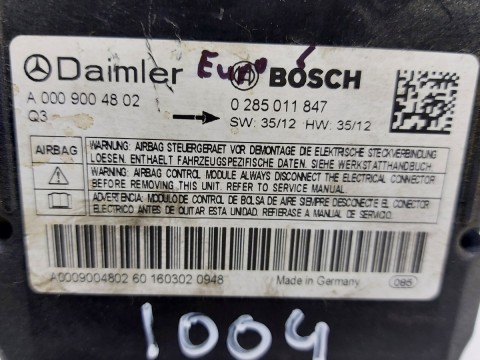 Daimler Euro 5 BOSCH
A 000 900 48 02 0 285 011 847
Q3 SW: 35/12 HW: 35/12
AIRBAG
WARNUNG: AIRBAG STEUERGERAET VOR DEMONTAGE DIE ELEKTRISCHE STECKVERBINDUNG
LOESEN. ENTHAELT FAHRZEUGSPEZIFISCHE DATEN. SIEHE WERKSTATTHANDBUCH
WARNING: AIRBAG CONTROL MODULE ALWAYS DISCONNECT THE ELECTRICAL CONNECTOR
BEFORE REMOVING THIS UNIT. REFER TO SERVICE MANUAL.
ADVERTENCIA: MODULO DE CONTROL DE BOLSA DE AIRE SIEMPRE DESCONECTE EL CONECTOR
ELECTRICO ANTES DE QUITAR ESTA UNIDAD. REFIERASE A MANUAL DE SERVICIO.
A0009004802 60 160302 0948 Made in Germany 085
1004